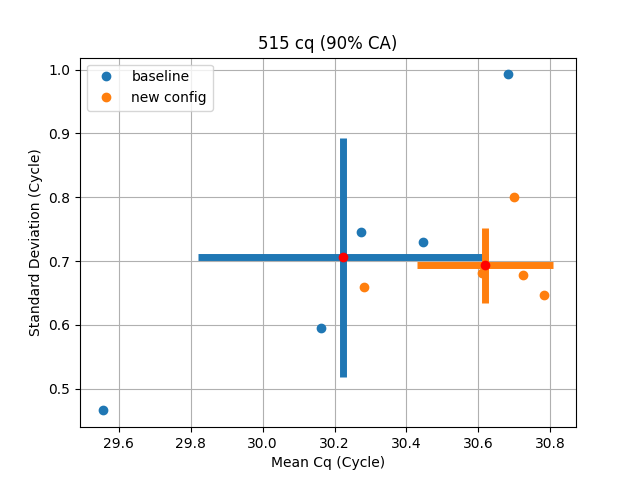 515 cq (90% CA)
baseline
new config
1.0
0.9
0.8
0.7
0.6
0.5
Standard Deviation (Cycle)
29.6 29.8 30.0 30.2 30.4 30.6 30.8
Mean Cq (Cycle)